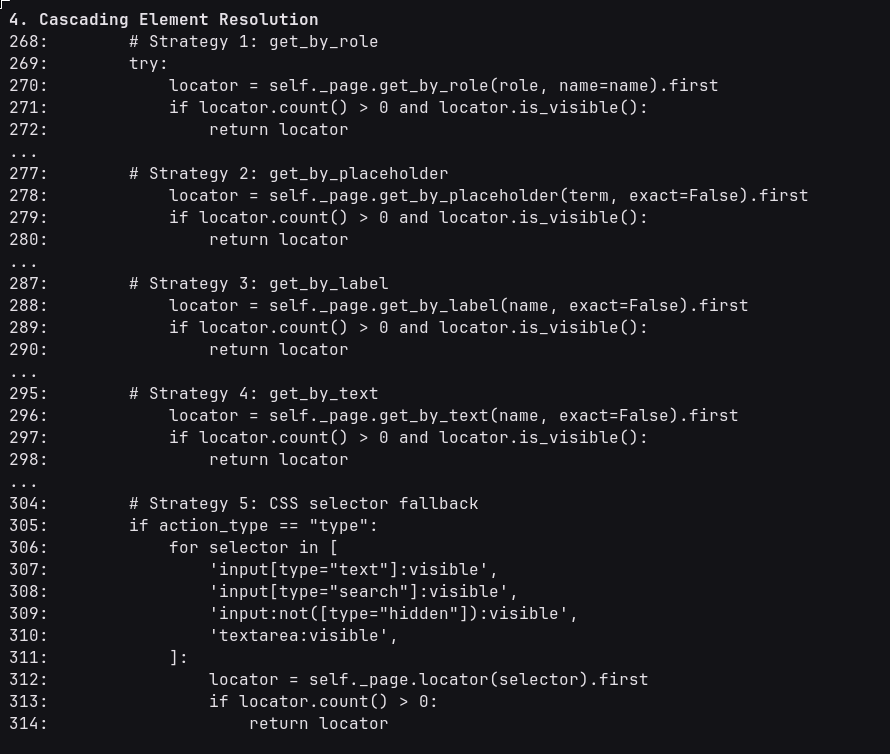 4. Cascading Element Resolution
268:        # Strategy 1: get_by_role
269:        try:
270:            locator = self._page.get_by_role(role, name=name).first
271:            if locator.count() > 0 and locator.is_visible():
272:                return locator
...
277:        # Strategy 2: get_by_placeholder
278:            locator = self._page.get_by_placeholder(term, exact=False).first
279:            if locator.count() > 0 and locator.is_visible():
280:                return locator
...
287:        # Strategy 3: get_by_label
288:            locator = self._page.get_by_label(name, exact=False).first
289:            if locator.count() > 0 and locator.is_visible():
290:                return locator
...
295:        # Strategy 4: get_by_text
296:            locator = self._page.get_by_text(name, exact=False).first
297:            if locator.count() > 0 and locator.is_visible():
298:                return locator
...
304:        # Strategy 5: CSS selector fallback
305:        if action_type == "type":
306:            for selector in [
307:                'input[type="text"]:visible',
308:                'input[type="search"]:visible',
309:                'input:not([type="hidden"]):visible',
310:                'textarea:visible',
311:            ]:
312:                locator = self._page.locator(selector).first
313:                if locator.count() > 0:
314:                    return locator